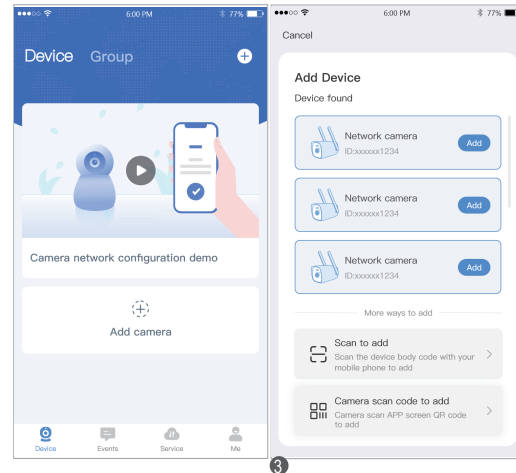 6:00 PM
77%
Device Group
Camera network configuration demo
Add camera
Device
Events
Service
Me
6:00 PM
77%
Cancel
Add Device
Device found
Network camera
ID:xxxxxx1234
Add
Network camera
ID:xxxxxx1234
Add
Network camera
ID:xxxxxx1234
Add
More ways to add
Scan to add
Scan the device body code with your
mobile phone to add
Camera scan code to add
Camera scan APP screen QR code
to add
3